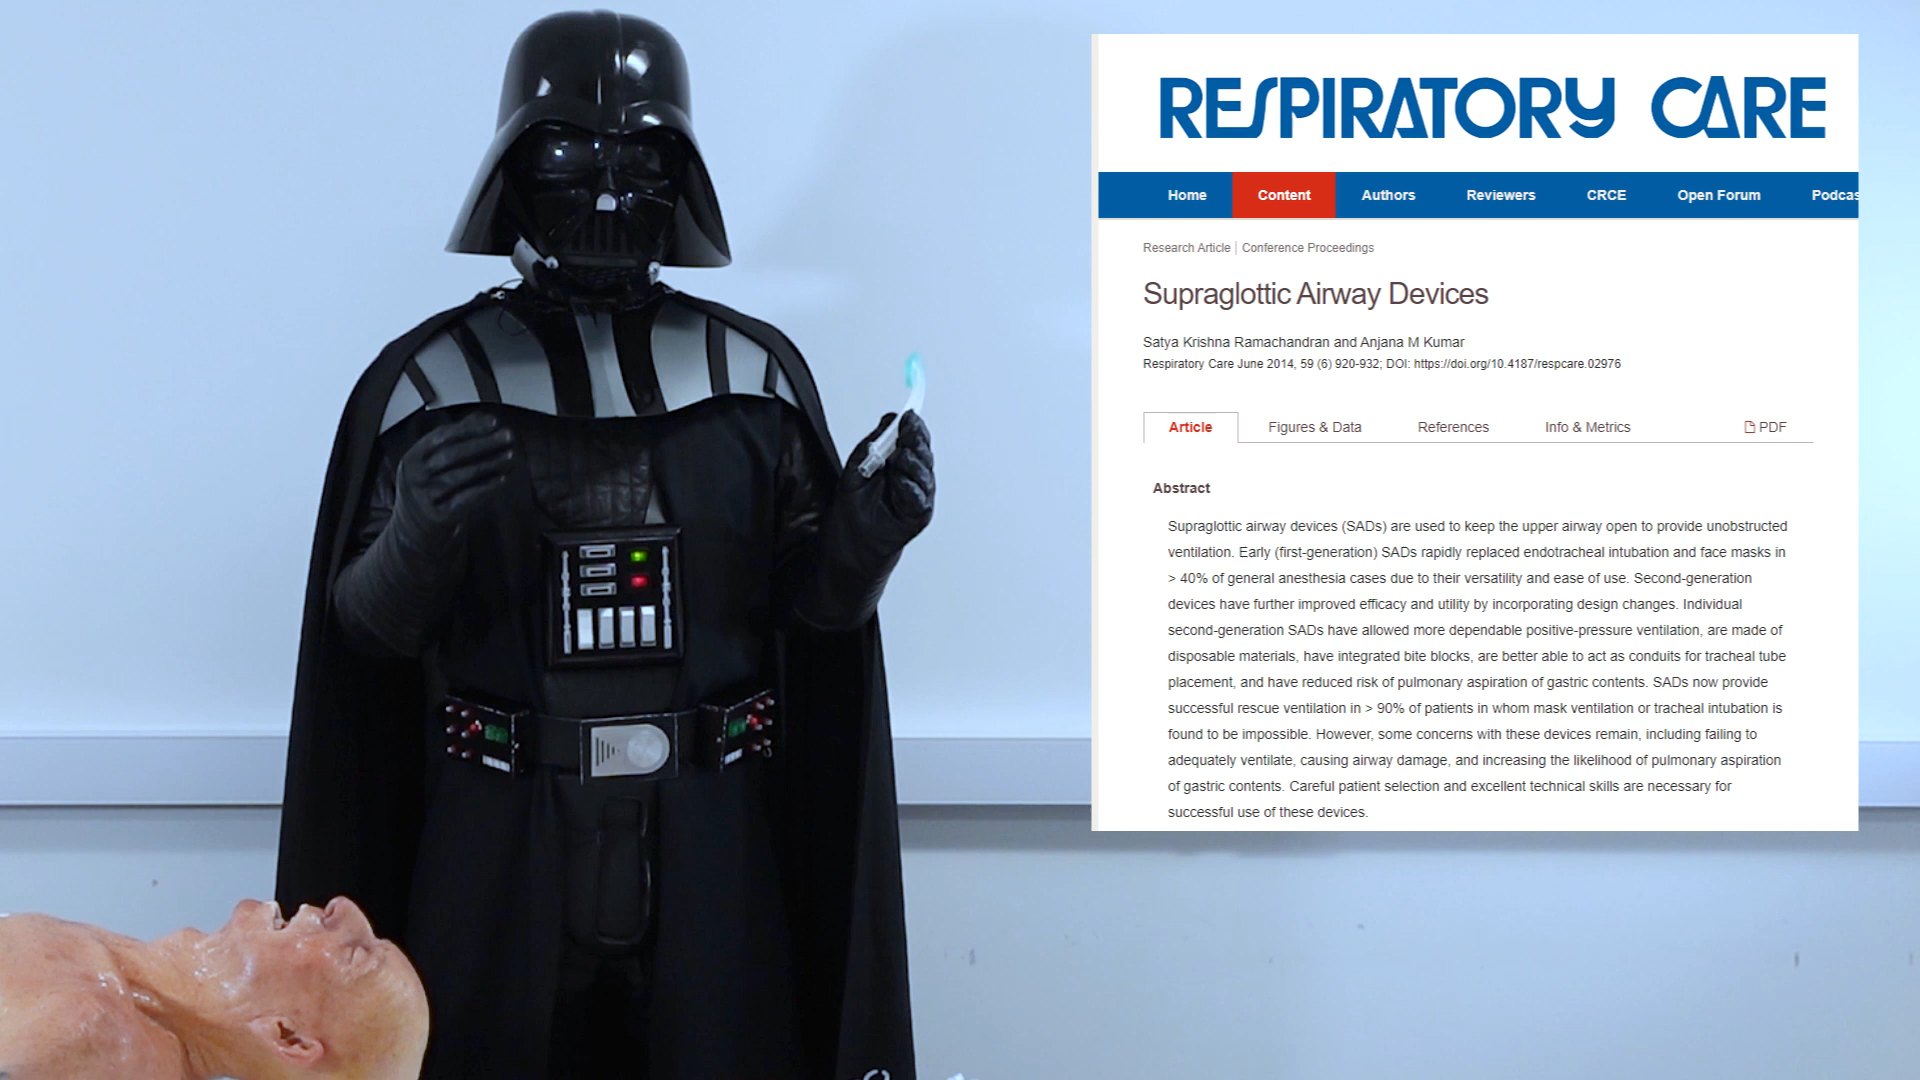 RESPIRATORY CARE
Home Content Authors Reviewers CRCE Open Forum Podcas
Research Article | Conference Proceedings
Supraglottic Airway Devices
Satya Krishna Ramachandran and Anjana M Kumar
Respiratory Care June 2014, 59 (6) 920-932; DOI: https://doi.org/10.4187/respcare.02976
Article Figures & Data References Info & Metrics PDF
Abstract
Supraglottic airway devices (SADs) are used to keep the upper airway open to provide unobstructed
ventilation. Early (first-generation) SADs rapidly replaced endotracheal intubation and face masks in
> 40% of general anesthesia cases due to their versatility and ease of use. Second-generation
devices have further improved efficacy and utility by incorporating design changes. Individual
second-generation SADs have allowed more dependable positive-pressure ventilation, are made of
disposable materials, have integrated bite blocks, are better able to act as conduits for tracheal tube
placement, and have reduced risk of pulmonary aspiration of gastric contents. SADs now provide
successful rescue ventilation in > 90% of patients in whom mask ventilation or tracheal intubation is
found to be impossible. However, some concerns with these devices remain, including failing to
adequately ventilate, causing airway damage, and increasing the likelihood of pulmonary aspiration
of gastric contents. Careful patient selection and excellent technical skills are necessary for
successful use of these devices.